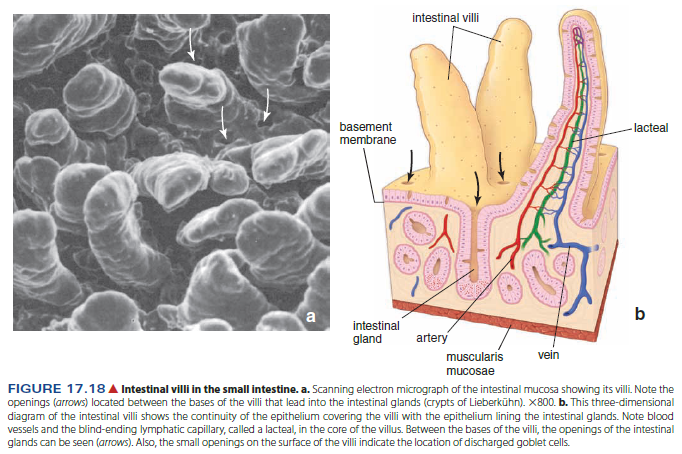 intestinal villi
basement
membrane
lacteal
a
b
intestinal
gland
artery
muscularis
mucosae
vein
FIGURE 17.18 ▲ Intestinal villi in the small intestine. a. Scanning electron micrograph of the intestinal mucosa showing its villi. Note the
openings (arrows) located between the bases of the villi that lead into the intestinal glands (crypts of Lieberkühn). ×800. b. This three-dimensional
diagram of the intestinal villi shows the continuity of the epithelium covering the villi with the epithelium lining the intestinal glands. Note blood
vessels and the blind-ending lymphatic capillary, called a lacteal, in the core of the villus. Between the bases of the villi, the openings of the intestinal
glands can be seen (arrows). Also, the small openings on the surface of the villi indicate the location of discharged goblet cells.